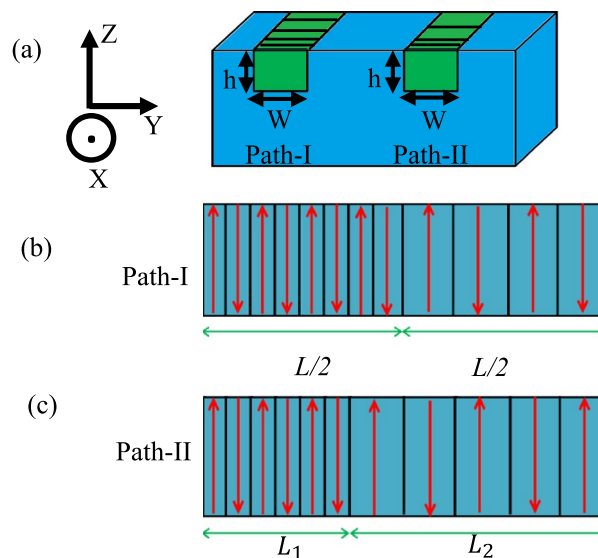 (a)
Z
Y
X
h
W
Path-I
h
W
Path-II
(b)
Path-I
L/2
L/2
(c)
Path-II
L₁
L₂